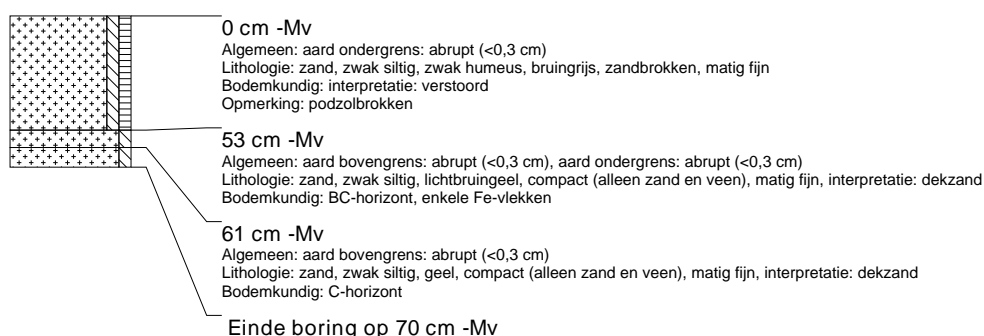 0 cm -Mv
Algemeen: aard ondergrens: abrupt (<0,3 cm)
Lithologie: zand, zwak siltig, zwak humeus, bruingrijs, zandbrokken, matig fijn
Bodemkundig: interpretatie: verstoord
Opmerking: podzolbrokken
53 cm -Mv
Algemeen: aard bovengrens: abrupt (<0,3 cm), aard ondergrens: abrupt (<0,3 cm)
Lithologie: zand, zwak siltig, lichtbruingeel, compact (alleen zand en veen), matig fijn, interpretatie: dekzand
Bodemkundig: BC-horizont, enkele Fe-vlekken
61 cm -Mv
Algemeen: aard bovengrens: abrupt (<0,3 cm)
Lithologie: zand, zwak siltig, geel, compact (alleen zand en veen), matig fijn, interpretatie: dekzand
Bodemkundig: C-horizont
Einde boring op 70 cm -Mv